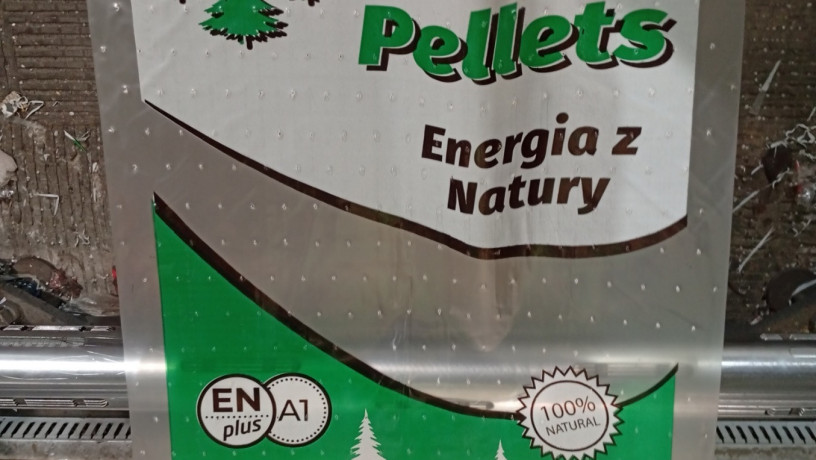 Pellets
Energia z
Natury
EN
plus
A1
100%
NATURAL